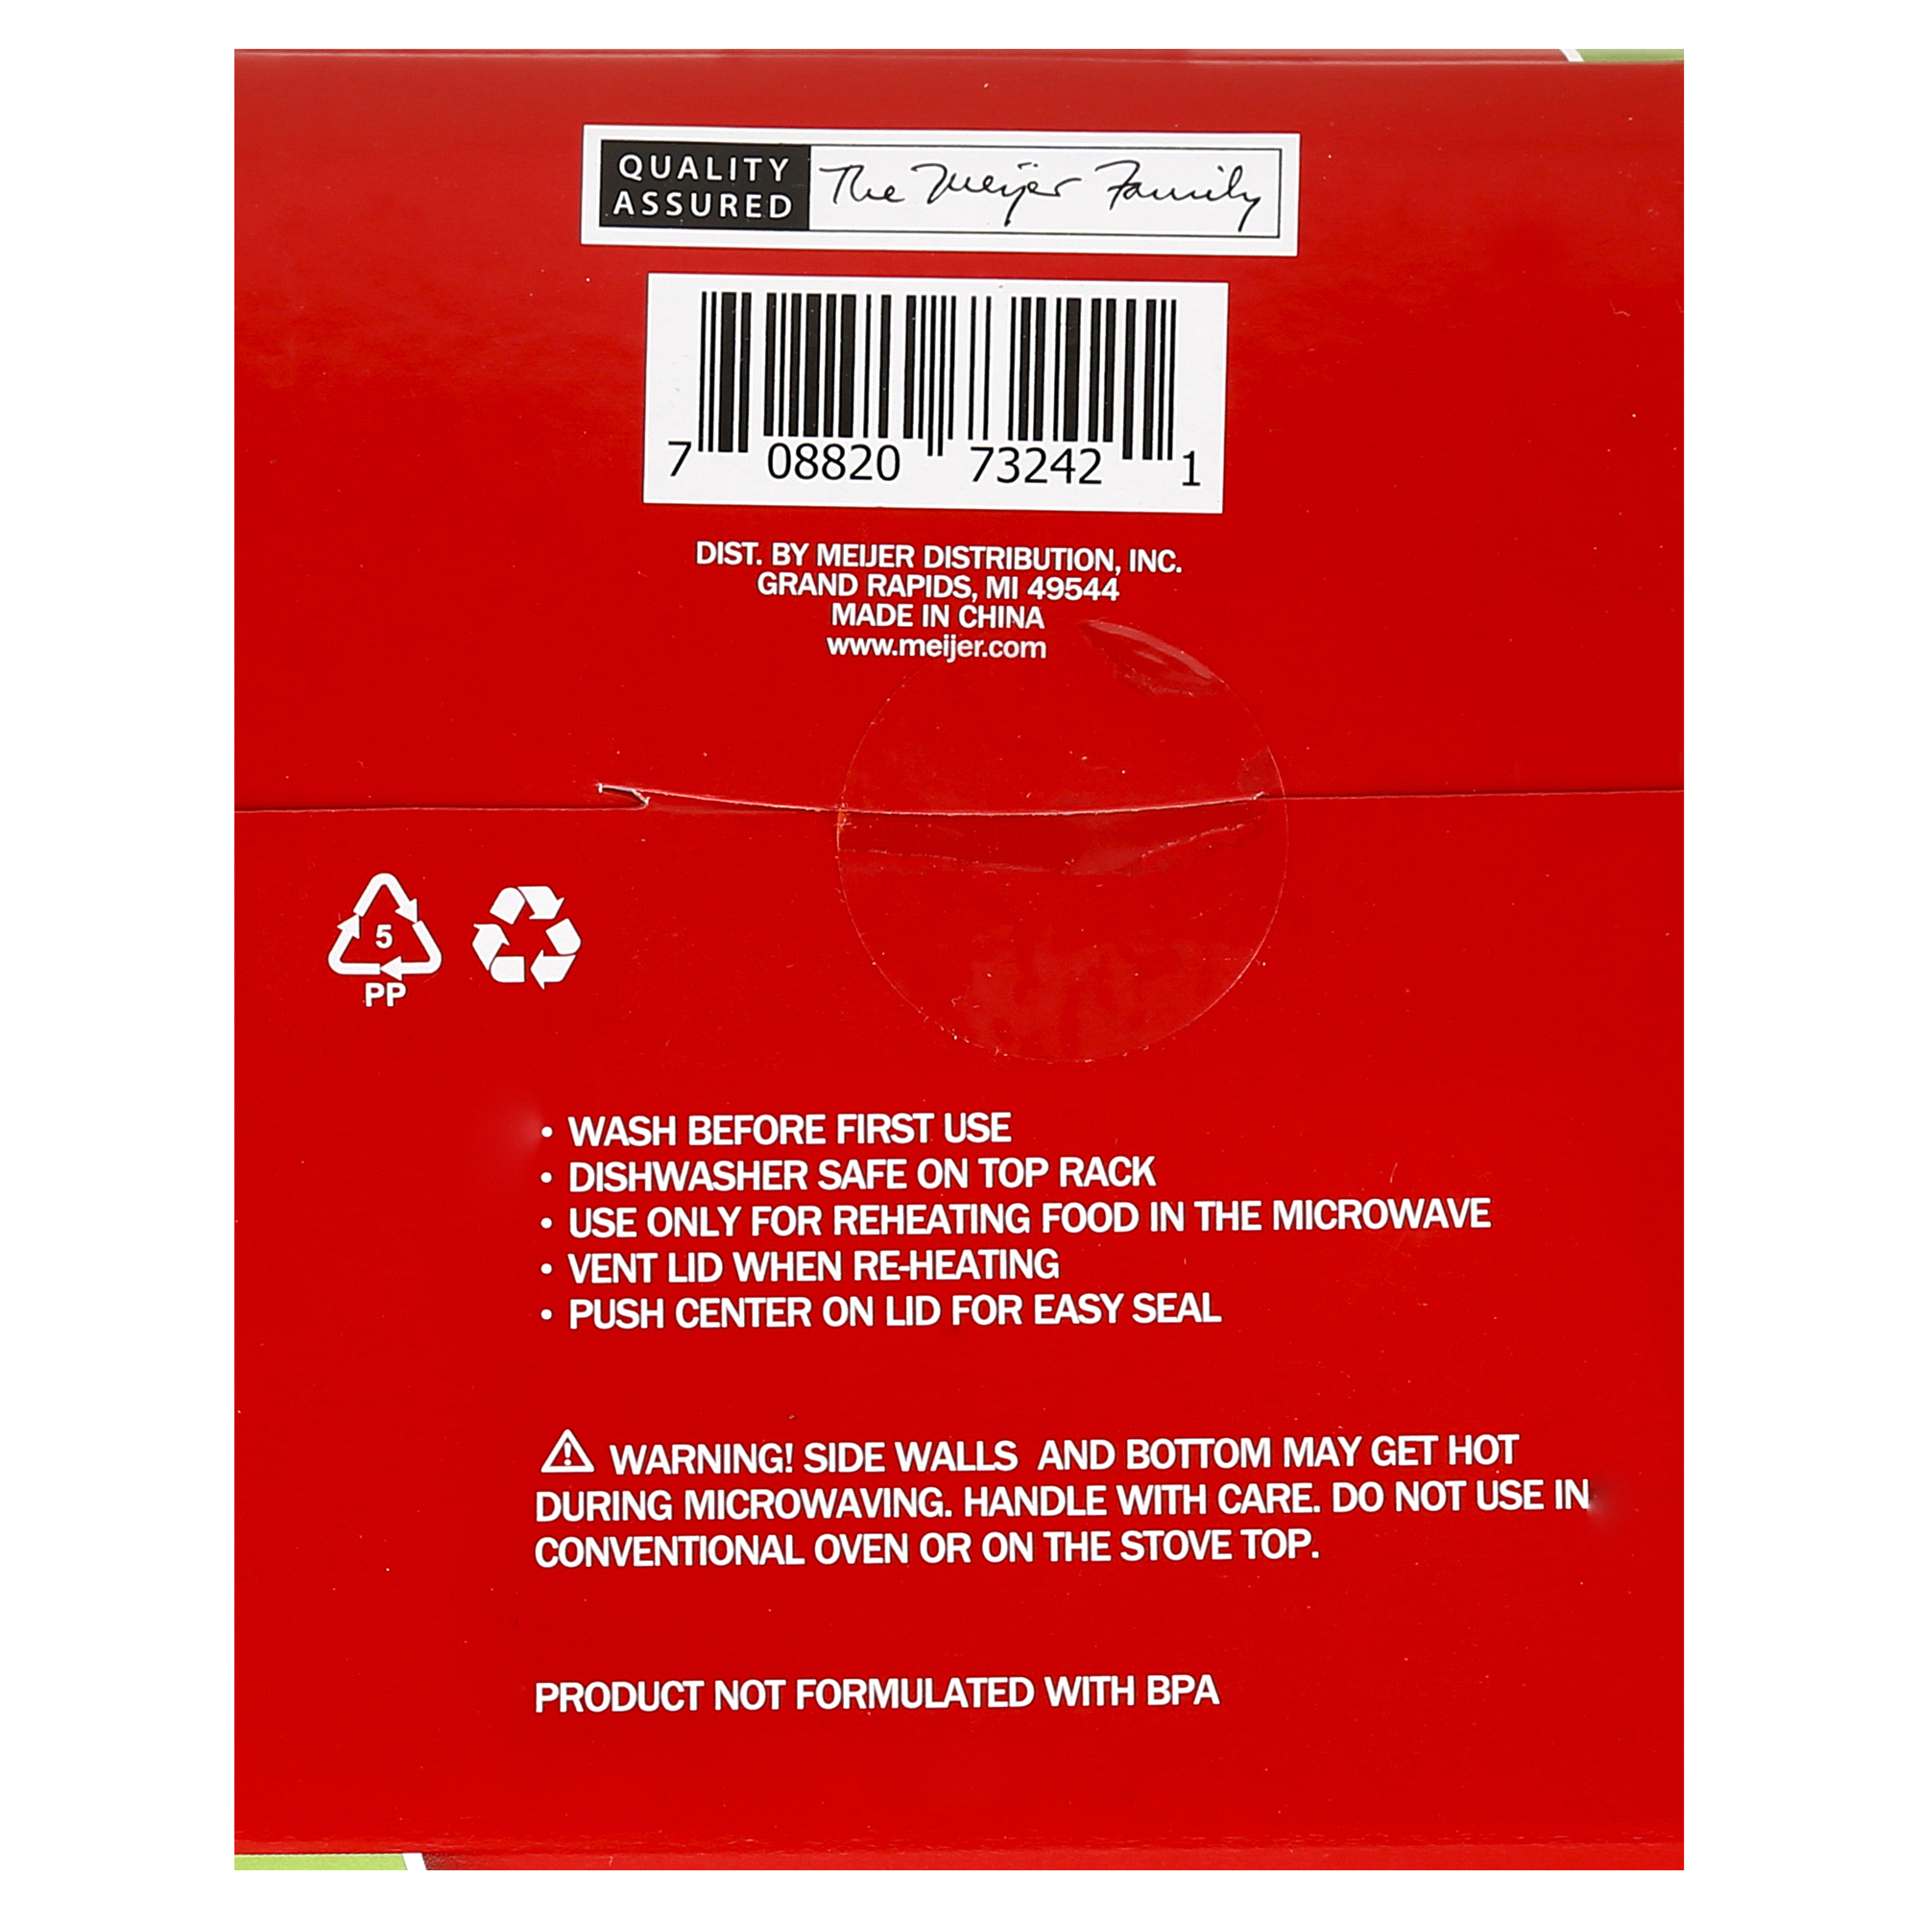 QUALITY
ASSURED
The Meijer Family
7 08820 73242 1
DIST. BY MEIJER DISTRIBUTION, INC.
GRAND RAPIDS, MI 49544
MADE IN CHINA
www.meijer.com
5
PP
• WASH BEFORE FIRST USE
• DISHWASHER SAFE ON TOP RACK
• USE ONLY FOR REHEATING FOOD IN THE MICROWAVE
• VENT LID WHEN RE-HEATING
• PUSH CENTER ON LID FOR EASY SEAL
⚠ WARNING! SIDE WALLS AND BOTTOM MAY GET HOT
DURING MICROWAVING. HANDLE WITH CARE. DO NOT USE IN
CONVENTIONAL OVEN OR ON THE STOVE TOP.
PRODUCT NOT FORMULATED WITH BPA